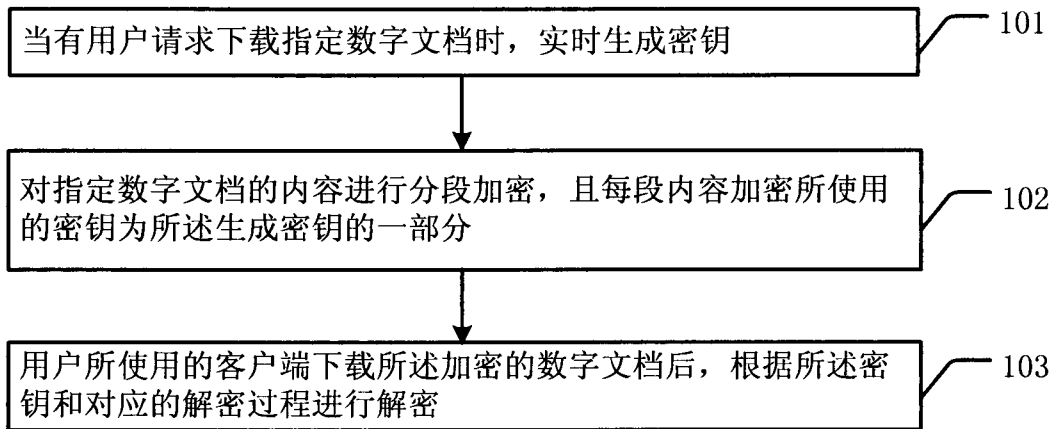 当有用户请求下载指定数字文档时，实时生成密钥
101
对指定数字文档的内容进行分段加密，且每段内容加密所使用
的密钥为所述生成密钥的一部分
102
用户所使用的客户端下载所述加密的数字文档后，根据所述密
钥和对应的解密过程进行解密
103